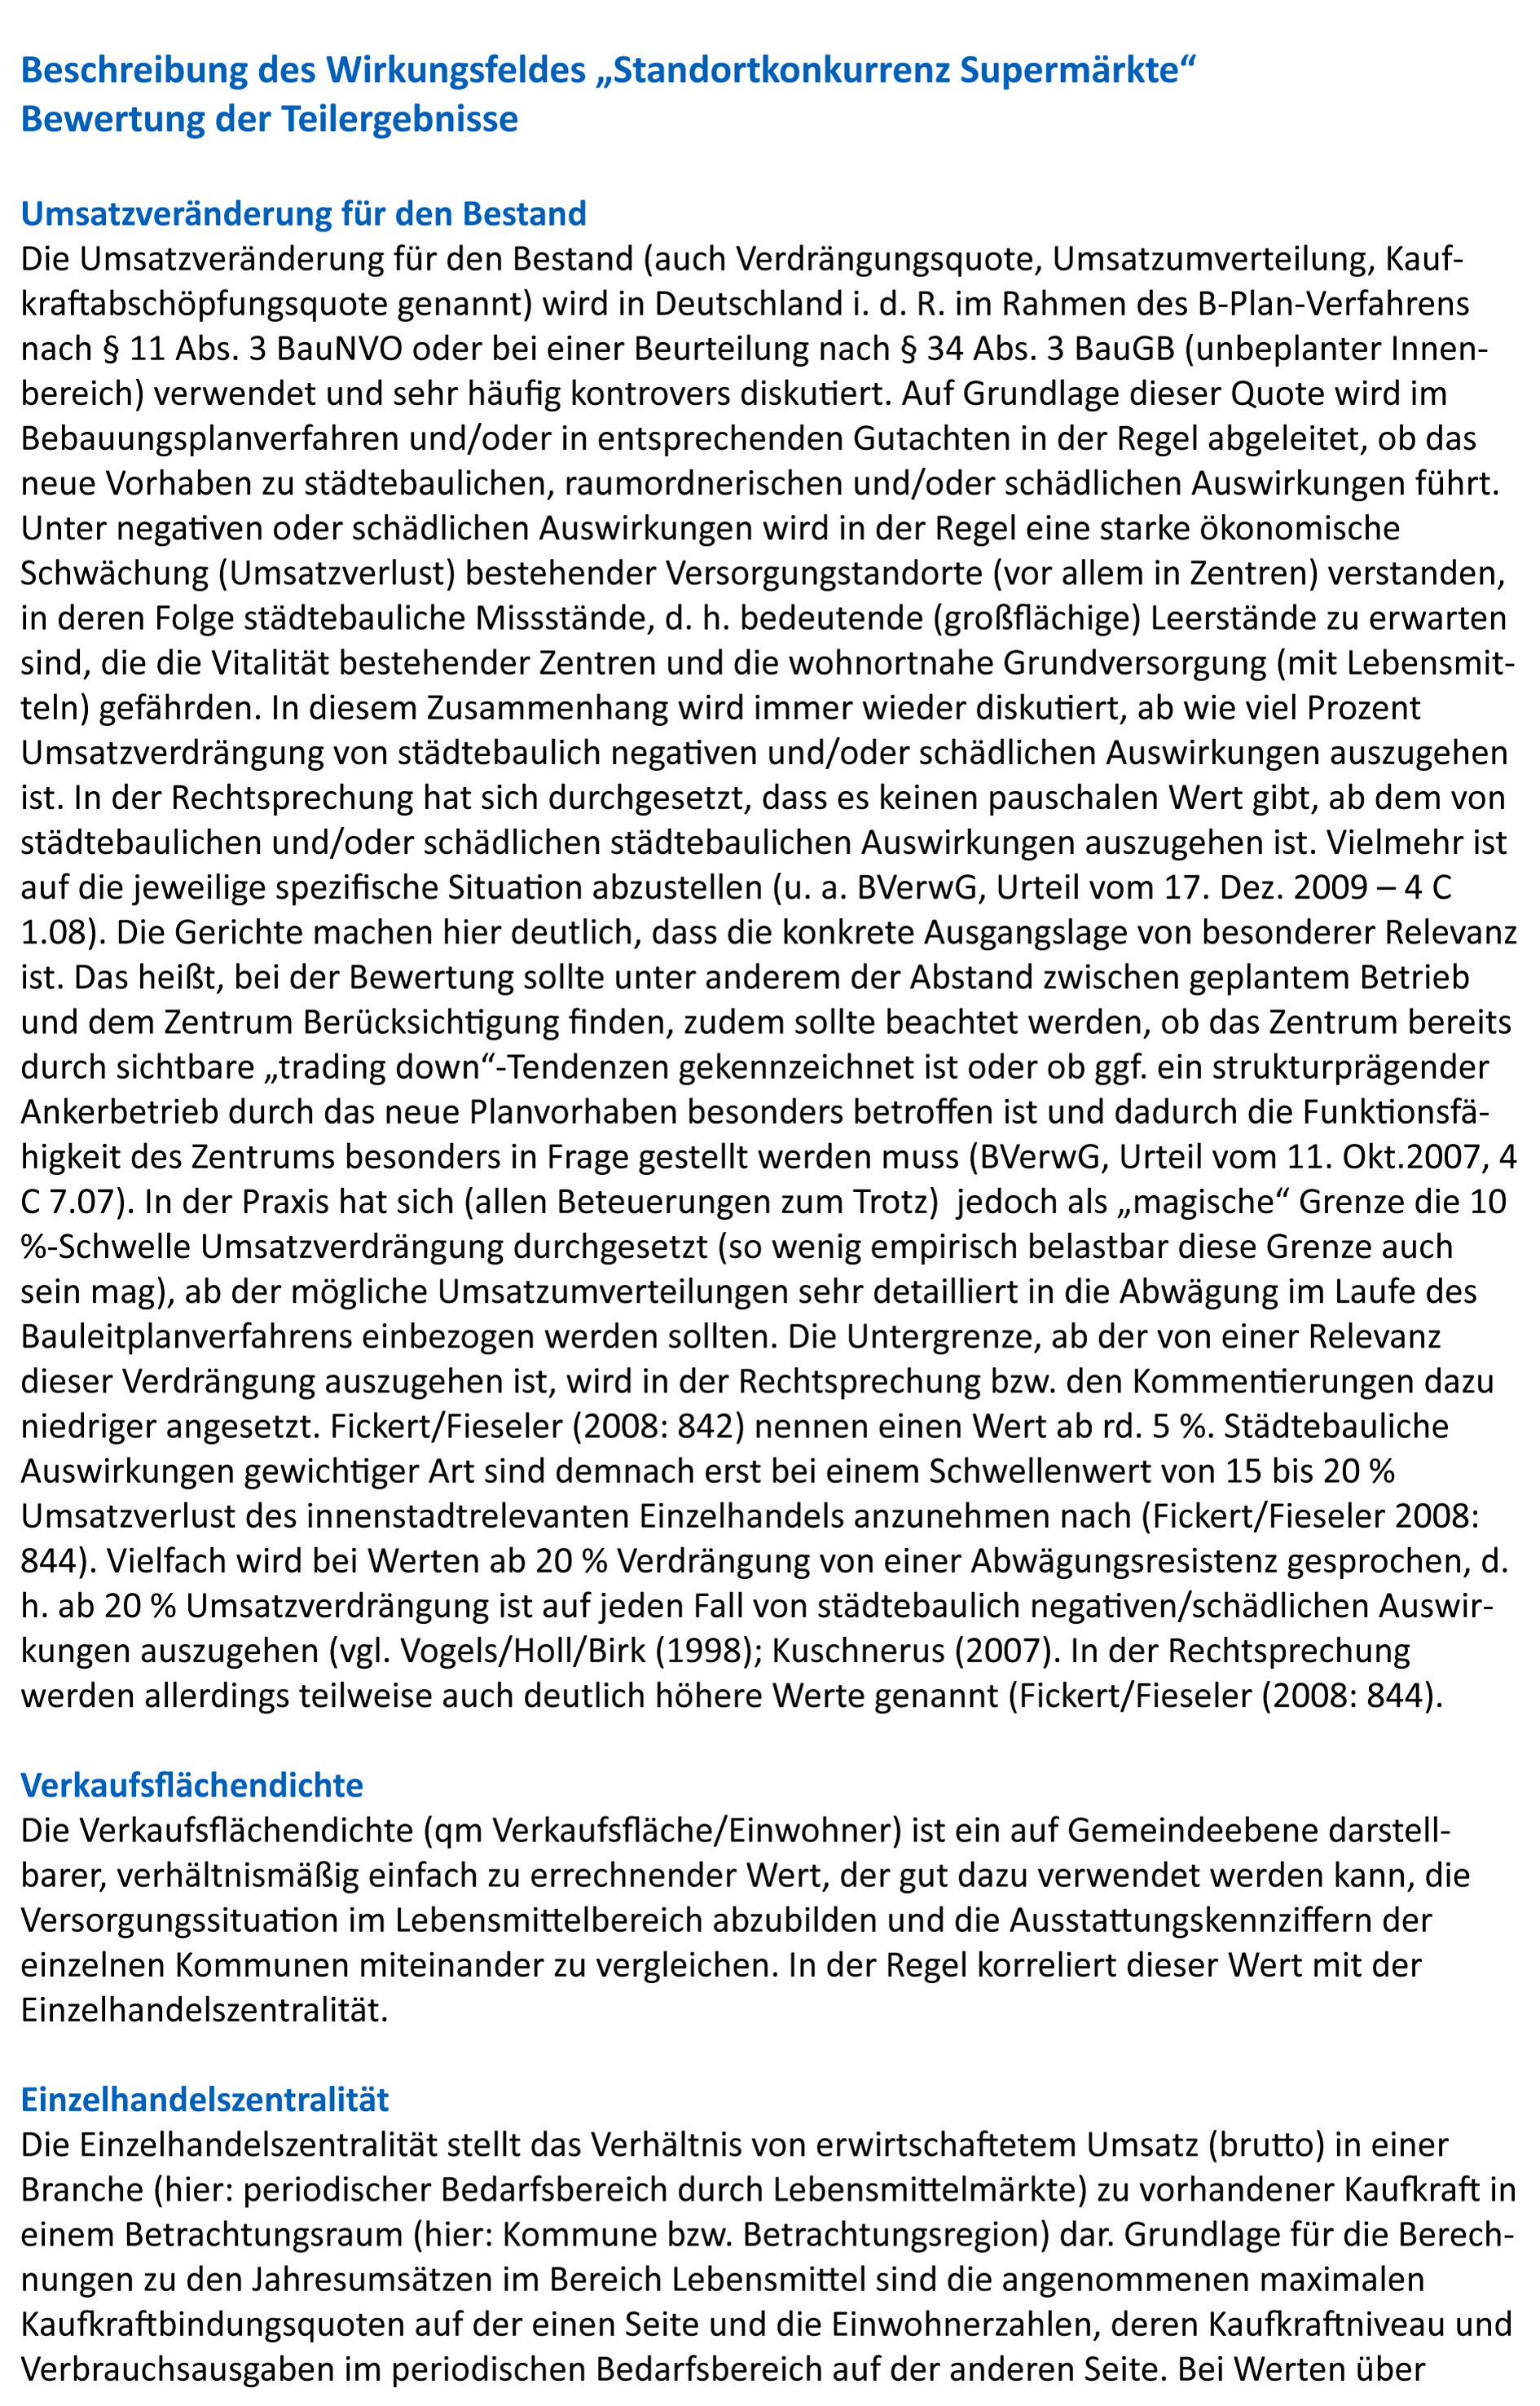 Beschreibung des Wirkungsfeldes „Standortkonkurrenz Supermärkte“
Bewertung der Teilergebnisse
Umsatzveränderung für den Bestand
Die Umsatzveränderung für den Bestand (auch Verdrängungsquote, Umsatzumverteilung, Kauf-
kraftabschöpfungsquote genannt) wird in Deutschland i. d. R. im Rahmen des B-Plan-Verfahrens
nach § 11 Abs. 3 BauNVO oder bei einer Beurteilung nach § 34 Abs. 3 BauGB (unbeplanter Innen-
bereich) verwendet und sehr häufig kontrovers diskutiert. Auf Grundlage dieser Quote wird im
Bebauungsplanverfahren und/oder in entsprechenden Gutachten in der Regel abgeleitet, ob das
neue Vorhaben zu städtebaulichen, raumordnerischen und/oder schädlichen Auswirkungen führt.
Unter negativen oder schädlichen Auswirkungen wird in der Regel eine starke ökonomische
Schwächung (Umsatzverlust) bestehender Versorgungstandorte (vor allem in Zentren) verstanden,
in deren Folge städtebauliche Missstände, d. h. bedeutende (großflächige) Leerstände zu erwarten
sind, die die Vitalität bestehender Zentren und die wohnortnahe Grundversorgung (mit Lebensmit-
teln) gefährden. In diesem Zusammenhang wird immer wieder diskutiert, ab wie viel Prozent
Umsatzverdrängung von städtebaulich negativen und/oder schädlichen Auswirkungen auszugehen
ist. In der Rechtsprechung hat sich durchgesetzt, dass es keinen pauschalen Wert gibt, ab dem von
städtebaulichen und/oder schädlichen städtebaulichen Auswirkungen auszugehen ist. Vielmehr ist
auf die jeweilige spezifische Situation abzustellen (u. a. BVerwG, Urteil vom 17. Dez. 2009 – 4 C
1.08). Die Gerichte machen hier deutlich, dass die konkrete Ausgangslage von besonderer Relevanz
ist. Das heißt, bei der Bewertung sollte unter anderem der Abstand zwischen geplantem Betrieb
und dem Zentrum Berücksichtigung finden, zudem sollte beachtet werden, ob das Zentrum bereits
durch sichtbare „trading down“-Tendenzen gekennzeichnet ist oder ob ggf. ein strukturprägender
Ankerbetrieb durch das neue Planvorhaben besonders betroffen ist und dadurch die Funktionsfä-
higkeit des Zentrums besonders in Frage gestellt werden muss (BVerwG, Urteil vom 11. Okt.2007, 4
C 7.07). In der Praxis hat sich (allen Beteuerungen zum Trotz)  jedoch als „magische“ Grenze die 10
%-Schwelle Umsatzverdrängung durchgesetzt (so wenig empirisch belastbar diese Grenze auch
sein mag), ab der mögliche Umsatzumverteilungen sehr detailliert in die Abwägung im Laufe des
Bauleitplanverfahrens einbezogen werden sollten. Die Untergrenze, ab der von einer Relevanz
dieser Verdrängung auszugehen ist, wird in der Rechtsprechung bzw. den Kommentierungen dazu
niedriger angesetzt. Fickert/Fieseler (2008: 842) nennen einen Wert ab rd. 5 %. Städtebauliche
Auswirkungen gewichtiger Art sind demnach erst bei einem Schwellenwert von 15 bis 20 %
Umsatzverlust des innenstadtrelevanten Einzelhandels anzunehmen nach (Fickert/Fieseler 2008:
844). Vielfach wird bei Werten ab 20 % Verdrängung von einer Abwägungsresistenz gesprochen, d.
h. ab 20 % Umsatzverdrängung ist auf jeden Fall von städtebaulich negativen/schädlichen Auswir-
kungen auszugehen (vgl. Vogels/Holl/Birk (1998); Kuschnerus (2007). In der Rechtsprechung
werden allerdings teilweise auch deutlich höhere Werte genannt (Fickert/Fieseler (2008: 844).
Verkaufsflächendichte
Die Verkaufsflächendichte (qm Verkaufsfläche/Einwohner) ist ein auf Gemeindeebene darstell-
barer, verhältnismäßig einfach zu errechnender Wert, der gut dazu verwendet werden kann, die
Versorgungssituation im Lebensmittelbereich abzubilden und die Ausstattungskennziffern der
einzelnen Kommunen miteinander zu vergleichen. In der Regel korreliert dieser Wert mit der
Einzelhandelszentralität.
Einzelhandelszentralität
Die Einzelhandelszentralität stellt das Verhältnis von erwirtschaftetem Umsatz (brutto) in einer
Branche (hier: periodischer Bedarfsbereich durch Lebensmittelmärkte) zu vorhandener Kaufkraft in
einem Betrachtungsraum (hier: Kommune bzw. Betrachtungsregion) dar. Grundlage für die Berech-
nungen zu den Jahresumsätzen im Bereich Lebensmittel sind die angenommenen maximalen
Kaufkraftbindungsquoten auf der einen Seite und die Einwohnerzahlen, deren Kaufkraftniveau und
Verbrauchsausgaben im periodischen Bedarfsbereich auf der anderen Seite. Bei Werten über